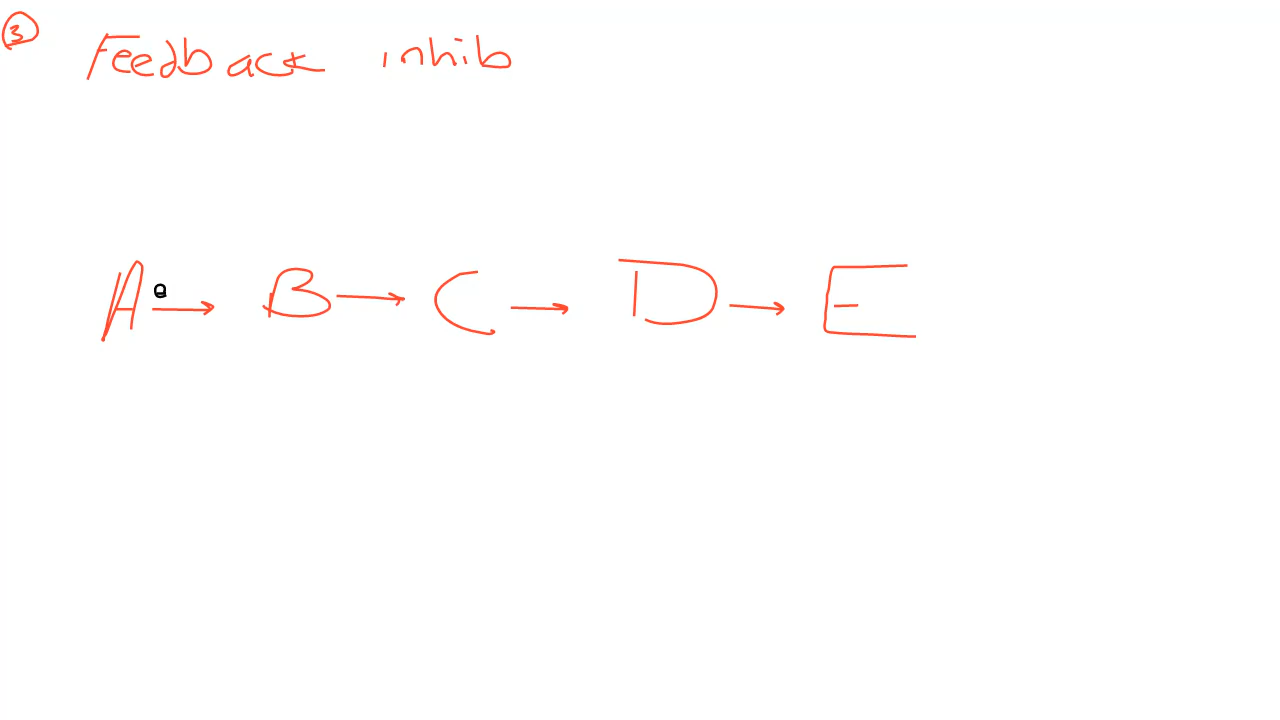 3
Feedback inhib
A → B → C → D → E